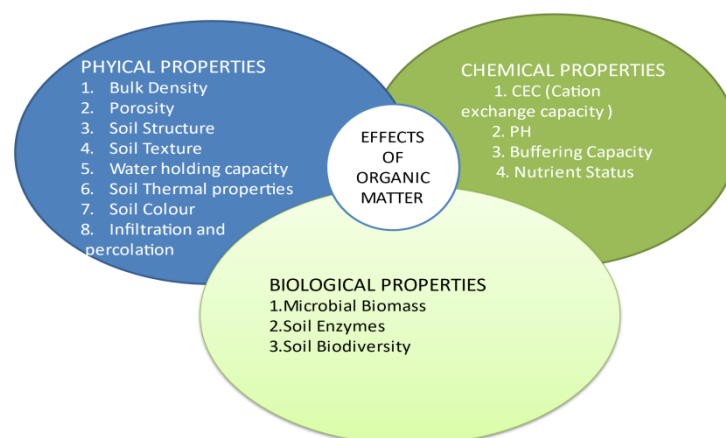 PHYICAL PROPERTIES
1. Bulk Density
2. Porosity
3. Soil Structure
4. Soil Texture
5. Water holding capacity
6. Soil Thermal properties
7. Soil Colour
8. Infiltration and
percolation
EFFECTS
OF
ORGANIC
MATTER
CHEMICAL PROPERTIES
1. CEC (Cation
exchange capacity )
2. PH
3. Buffering Capacity
4. Nutrient Status
BIOLOGICAL PROPERTIES
1.Microbial Biomass
2.Soil Enzymes
3.Soil Biodiversity